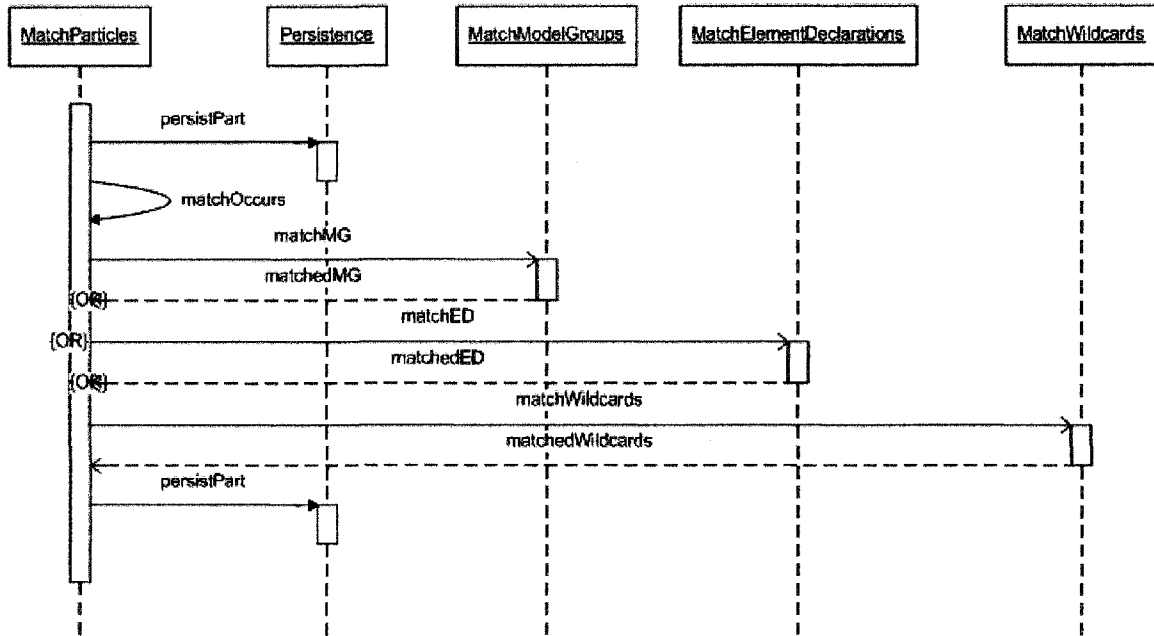 MatchParticles
Persistence
MatchModelGroups
MatchElementDeclarations
MatchWildcards
persistPart
matchOccurs
matchMG
matchedMG
{OR}
matchED
{OR}
matchedED
{OR}
matchWildcards
matchedWildcards
persistPart